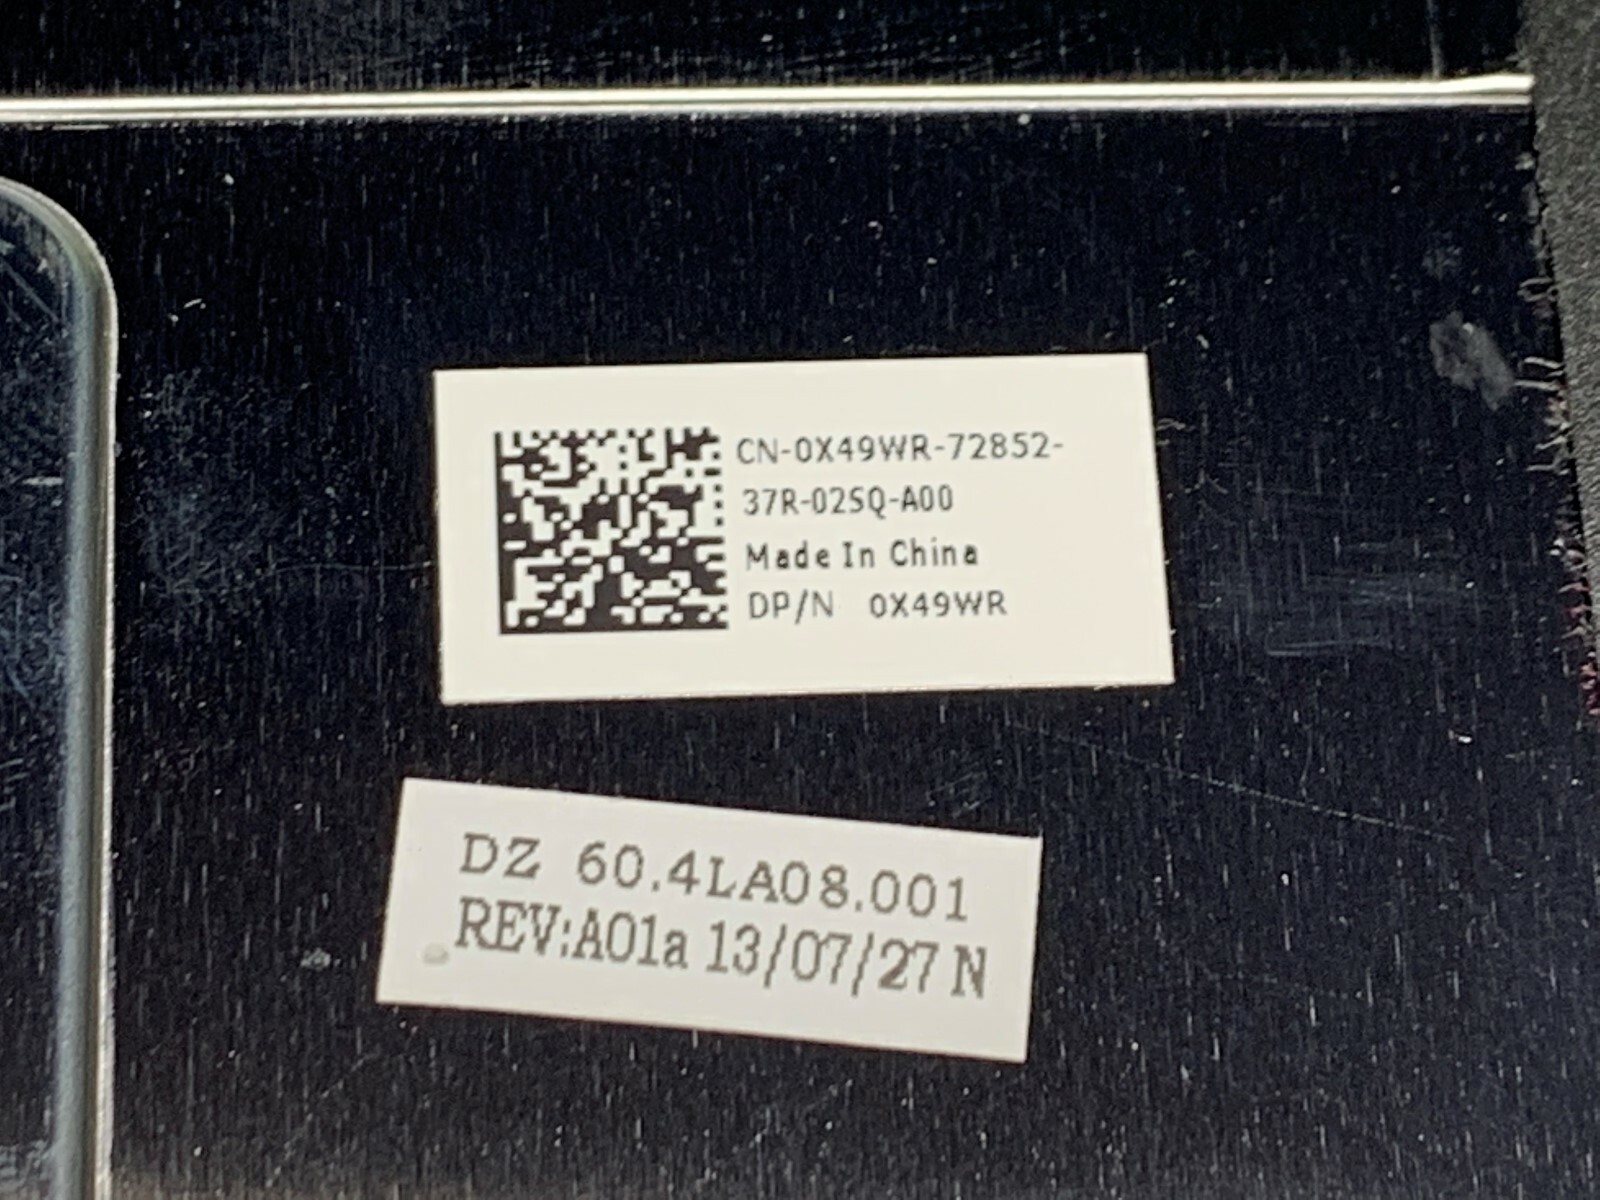 CN-0X49WR-72852-
37R-02SQ-A00
Made In China
DP/N 0X49WR
DZ 60.4LA08.001
REV:A01a 13/07/27 N